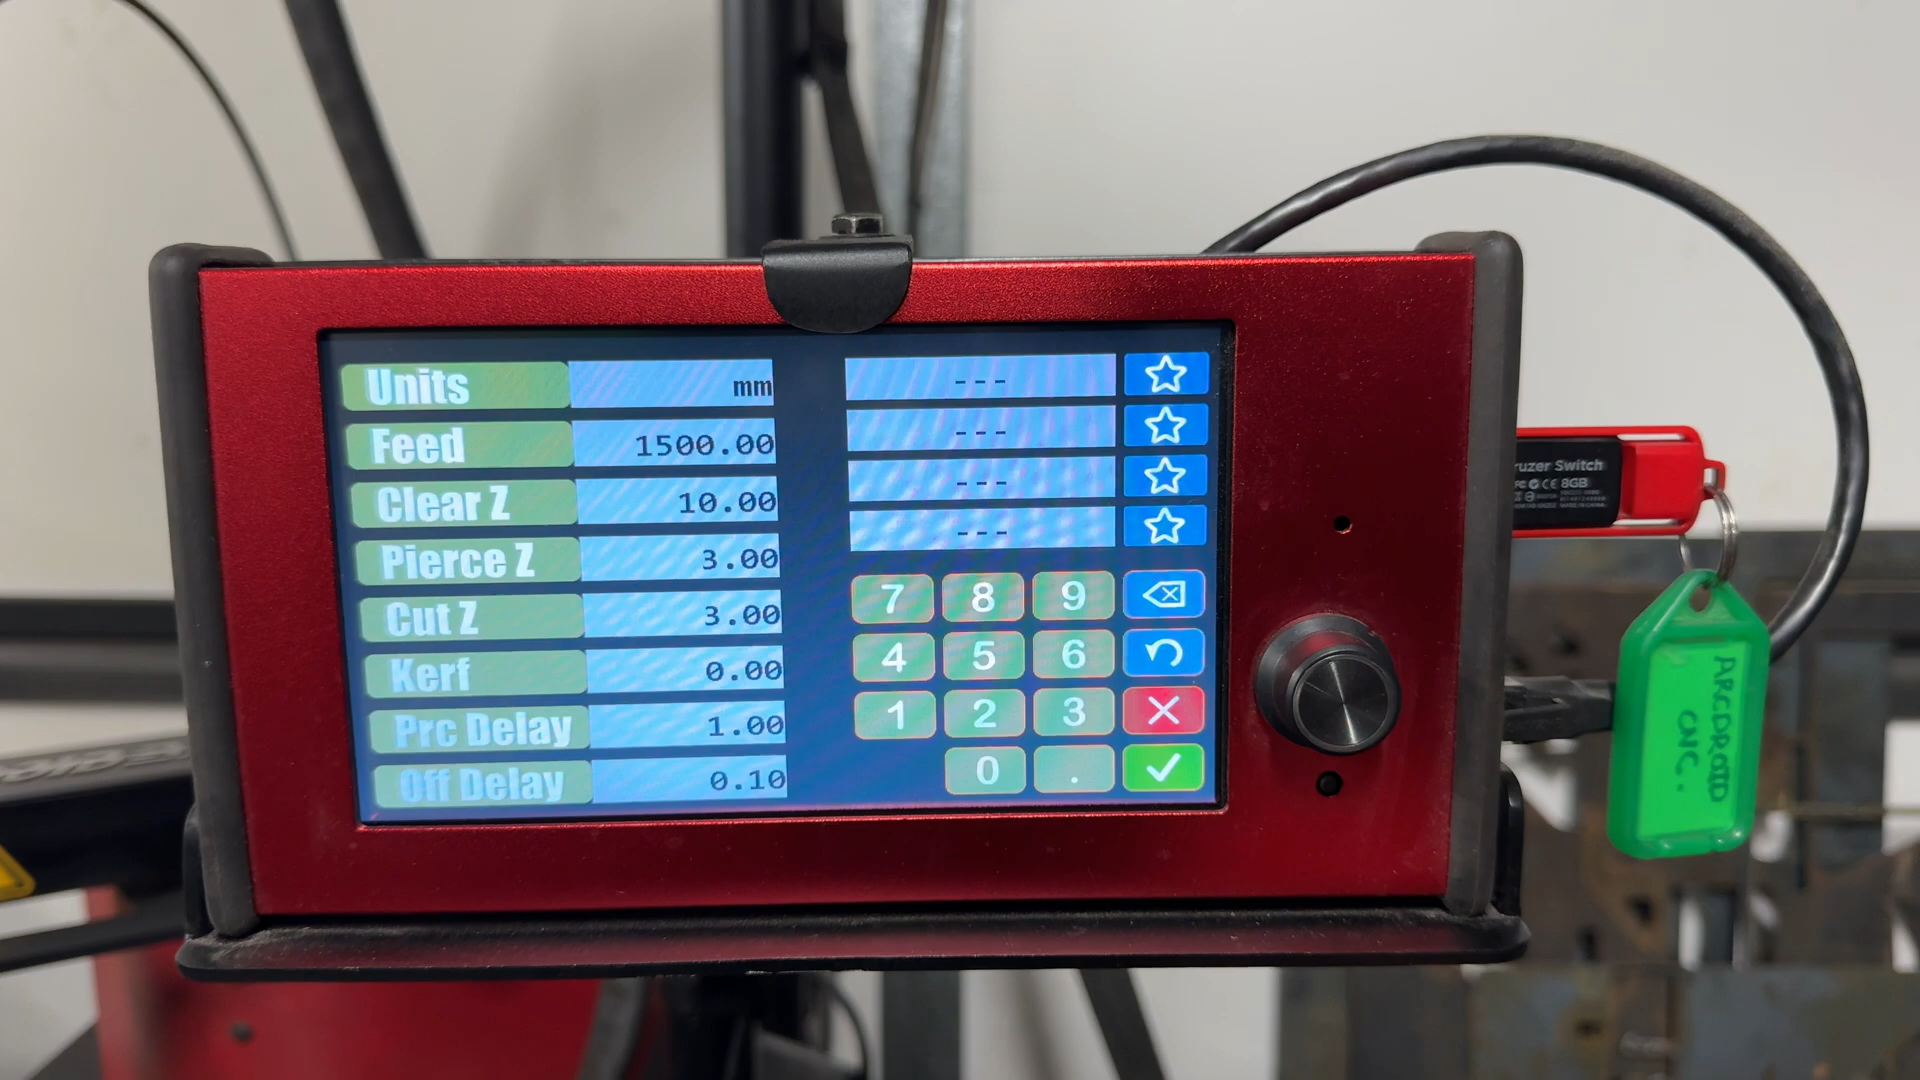 Units mm
Feed 1500.00
Clear Z 10.00
Pierce Z 3.00
Cut Z 3.00
Kerf 0.00
Prc Delay 1.00
Off Delay 0.10
---
---
---
---
7 8 9
4 5 6
1 2 3
0 .
ruzer Switch
8GB
ARCDROID
CNC.